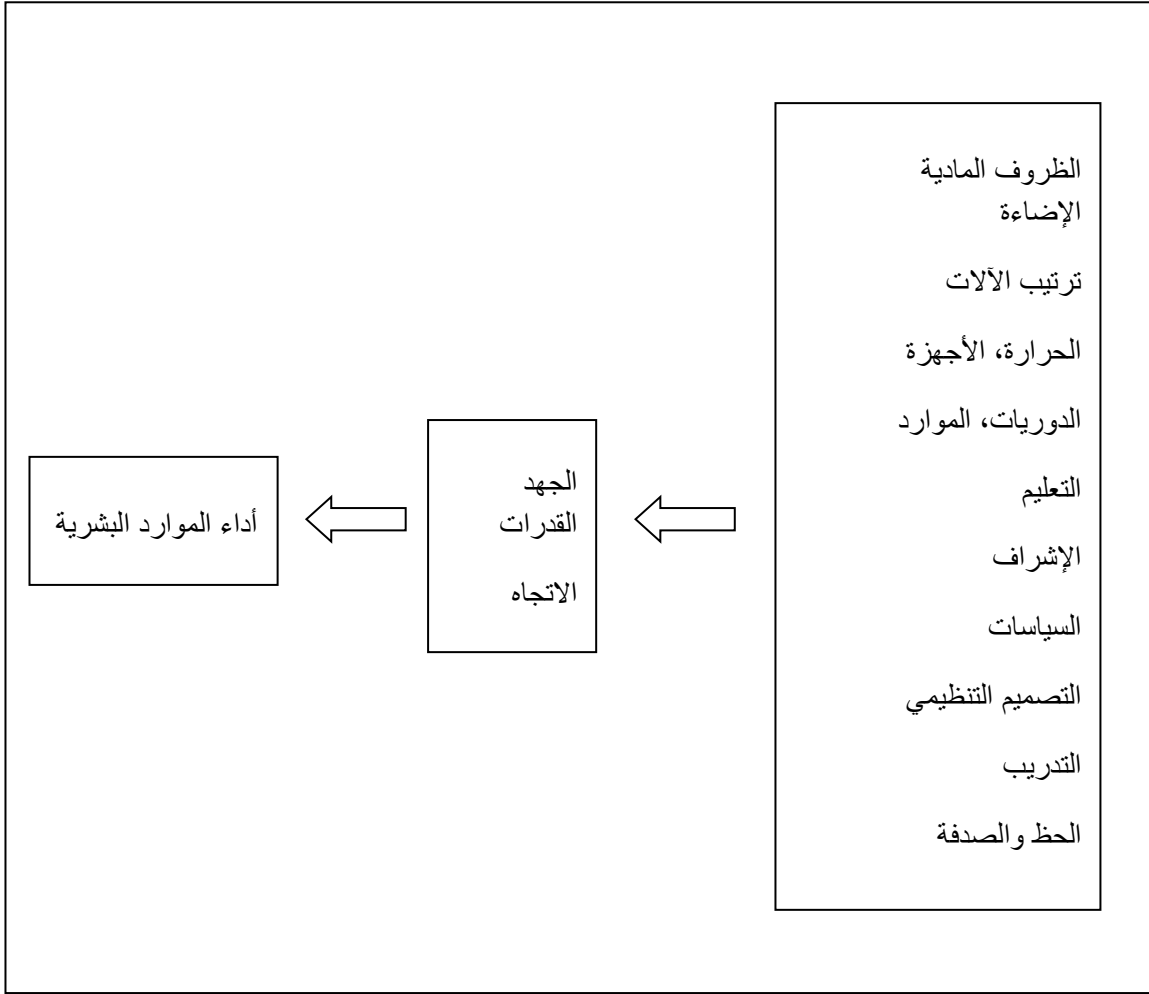 الظروف المادية
الإضاءة
ترتيب الآلات
الحرارة، الأجهزة
الدوريات، الموارد
التعليم
الإشراف
السياسات
التصميم التنظيمي
التدريب
الحظ والصدفة
الجهد
القدرات
الاتجاه
أداء الموارد البشرية